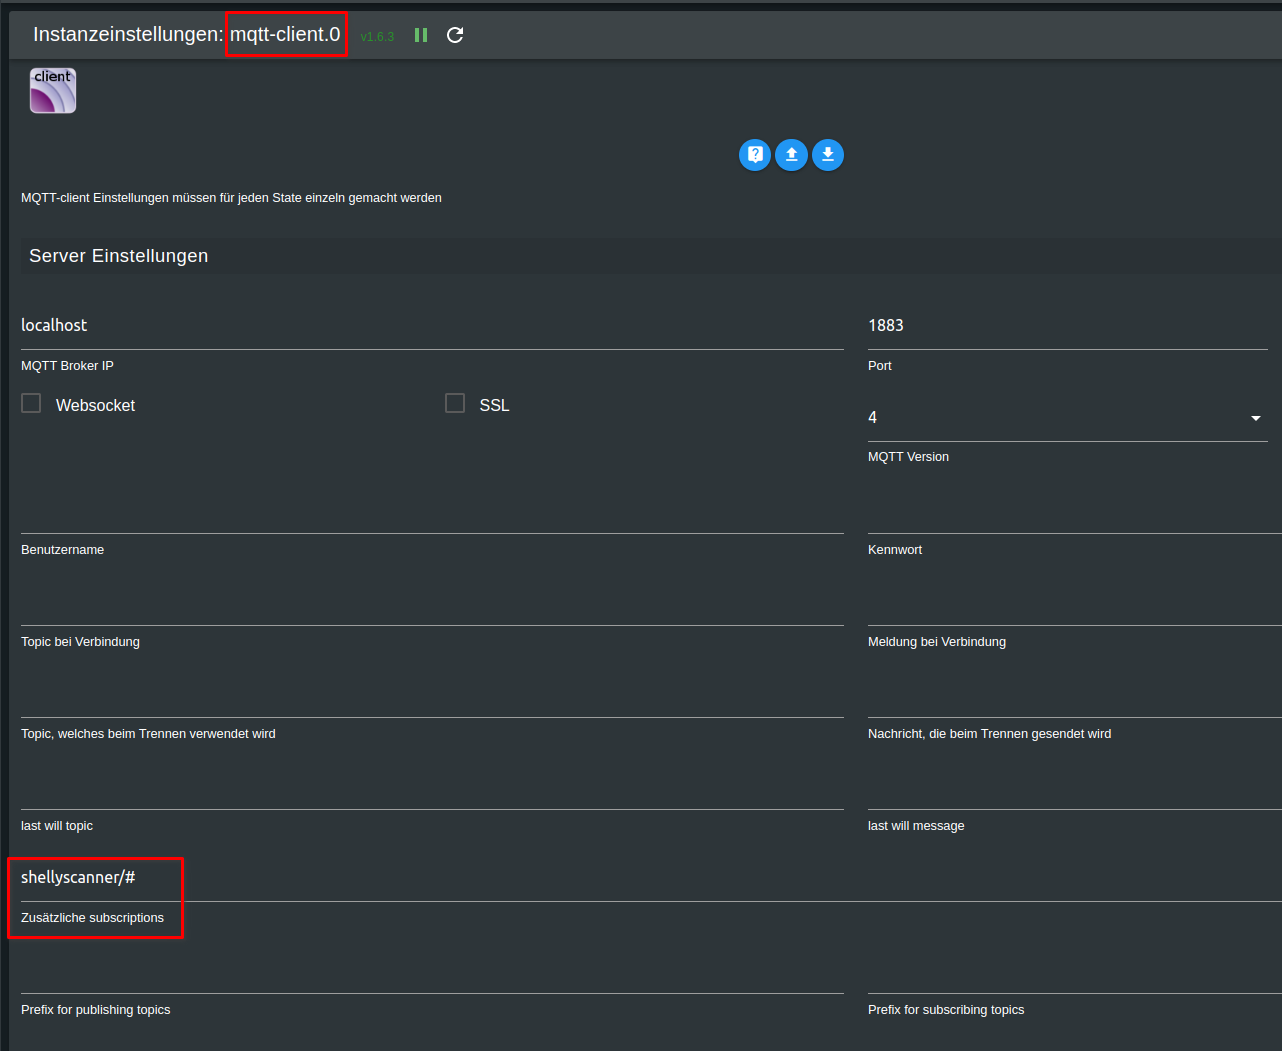 Instanzeinstellungen: mqtt-client.0 v1.6.3
client
MQTT-client Einstellungen müssen für jeden State einzeln gemacht werden
Server Einstellungen
localhost
1883
MQTT Broker IP
Port
Websocket
SSL
4
MQTT Version
Benutzername
Kennwort
Topic bei Verbindung
Meldung bei Verbindung
Topic, welches beim Trennen verwendet wird
Nachricht, die beim Trennen gesendet wird
last will topic
last will message
shellyscanner/#
Zusätzliche subscriptions
Prefix for publishing topics
Prefix for subscribing topics